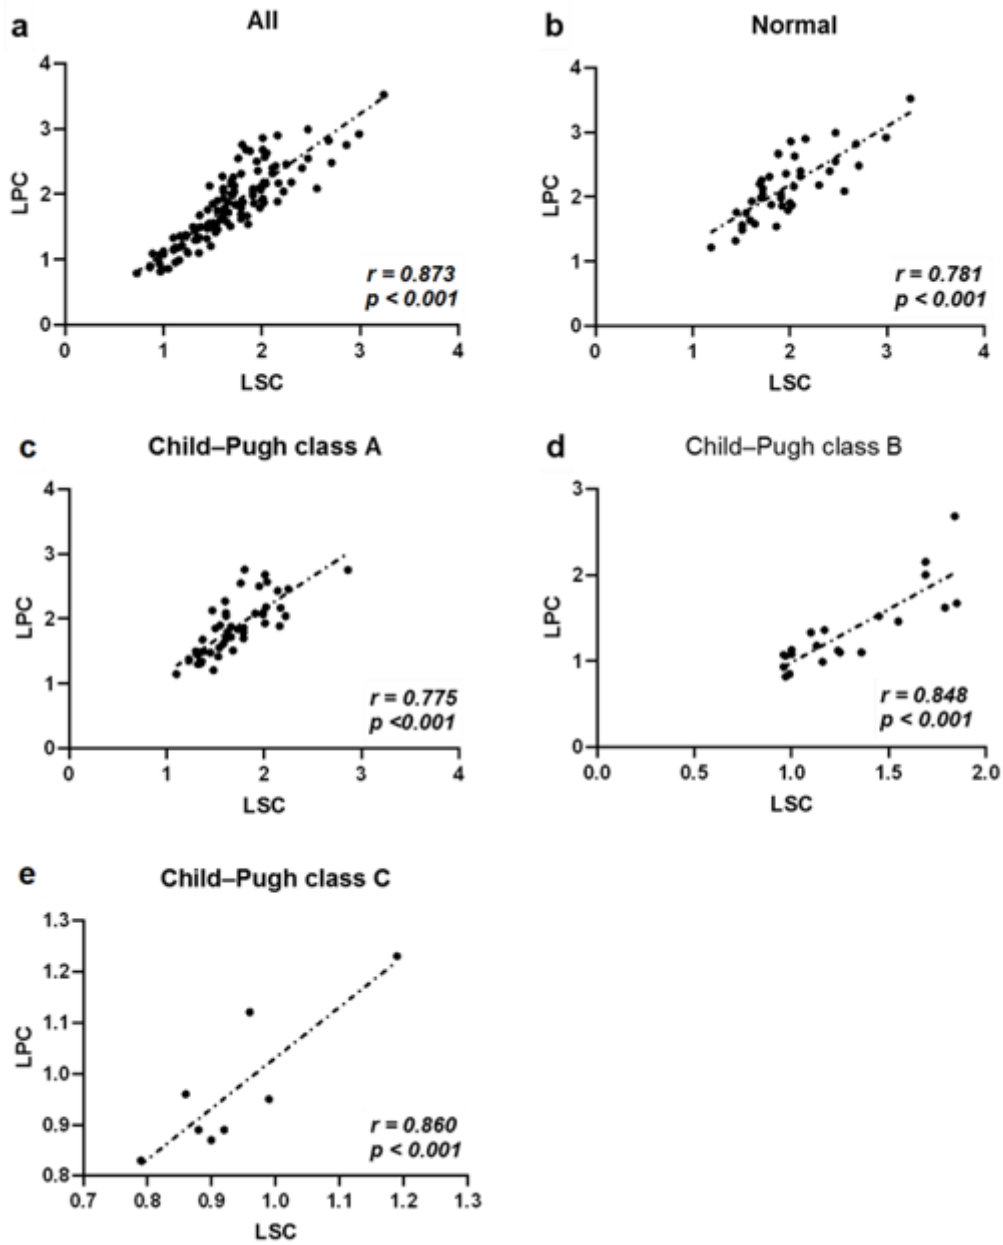 a
All
4
3
2
1
0
LPC
0 1 2 3 4
LSC
r = 0.873
p < 0.001
b
Normal
4
3
2
1
0
LPC
0 1 2 3 4
LSC
r = 0.781
p < 0.001
c
Child–Pugh class A
4
3
2
1
0
LPC
0 1 2 3 4
LSC
r = 0.775
p <0.001
d
Child–Pugh class B
3
2
1
0
LPC
0.0 0.5 1.0 1.5 2.0
LSC
r = 0.848
p < 0.001
e
Child–Pugh class C
1.3
1.2
1.1
1.0
0.9
0.8
LPC
0.7 0.8 0.9 1.0 1.1 1.2 1.3
LSC
r = 0.860
p < 0.001